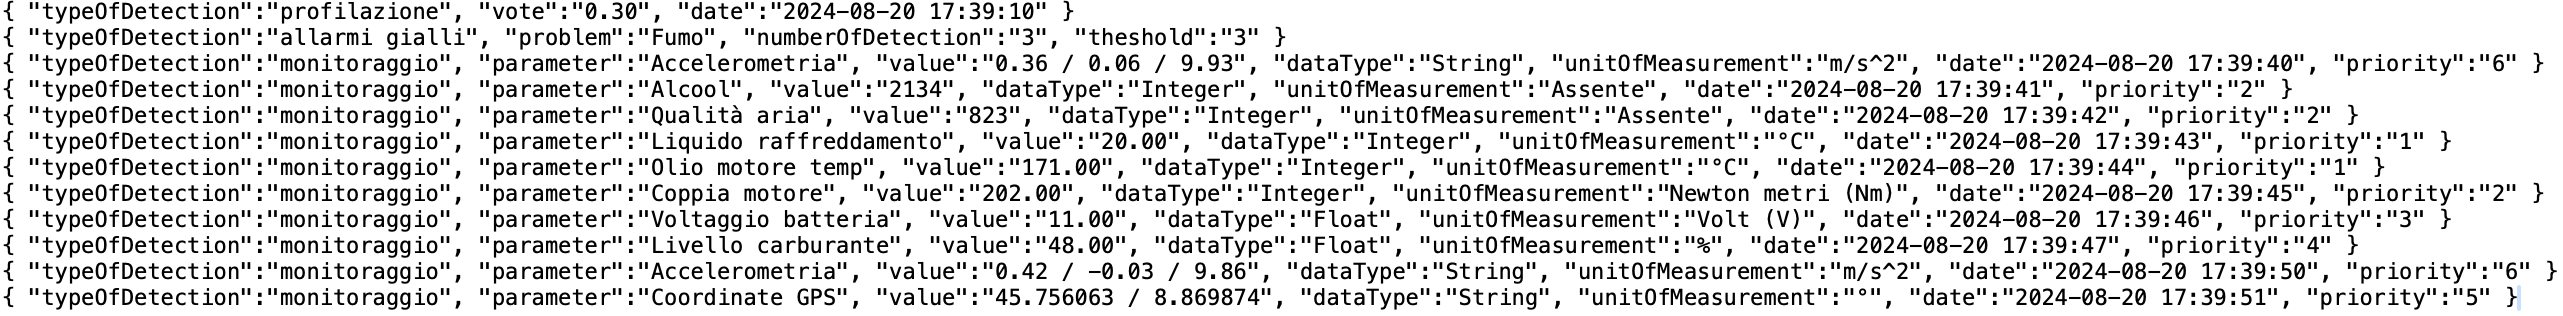 { "typeOfDetection":"profilazione", "vote":"0.30", "date":"2024-08-20 17:39:10" }
{ "typeOfDetection":"allarmi gialli", "problem":"Fumo", "numberOfDetection":"3", "theshold":"3" }
{ "typeOfDetection":"monitoraggio", "parameter":"Accelerometria", "value":"0.36 / 0.06 / 9.93", "dataType":"String", "unitOfMeasurement":"m/s^2", "date":"2024-08-20 17:39:40", "priority":"6" }
{ "typeOfDetection":"monitoraggio", "parameter":"Alcool", "value":"2134", "dataType":"Integer", "unitOfMeasurement":"Assente", "date":"2024-08-20 17:39:41", "priority":"2" }
{ "typeOfDetection":"monitoraggio", "parameter":"Qualità aria", "value":"823", "dataType":"Integer", "unitOfMeasurement":"Assente", "date":"2024-08-20 17:39:42", "priority":"2" }
{ "typeOfDetection":"monitoraggio", "parameter":"Liquido raffreddamento", "value":"20.00", "dataType":"Integer", "unitOfMeasurement":"°C", "date":"2024-08-20 17:39:43", "priority":"1" }
{ "typeOfDetection":"monitoraggio", "parameter":"Olio motore temp", "value":"171.00", "dataType":"Integer", "unitOfMeasurement":"°C", "date":"2024-08-20 17:39:44", "priority":"1" }
{ "typeOfDetection":"monitoraggio", "parameter":"Coppia motore", "value":"202.00", "dataType":"Integer", "unitOfMeasurement":"Newton metri (Nm)", "date":"2024-08-20 17:39:45", "priority":"2" }
{ "typeOfDetection":"monitoraggio", "parameter":"Voltaggio batteria", "value":"11.00", "dataType":"Float", "unitOfMeasurement":"Volt (V)", "date":"2024-08-20 17:39:46", "priority":"3" }
{ "typeOfDetection":"monitoraggio", "parameter":"Livello carburante", "value":"48.00", "dataType":"Float", "unitOfMeasurement":"%", "date":"2024-08-20 17:39:47", "priority":"4" }
{ "typeOfDetection":"monitoraggio", "parameter":"Accelerometria", "value":"0.42 / -0.03 / 9.86", "dataType":"String", "unitOfMeasurement":"m/s^2", "date":"2024-08-20 17:39:50", "priority":"6" }
{ "typeOfDetection":"monitoraggio", "parameter":"Coordinate GPS", "value":"45.756063 / 8.869874", "dataType":"String", "unitOfMeasurement":"°", "date":"2024-08-20 17:39:51", "priority":"5" }